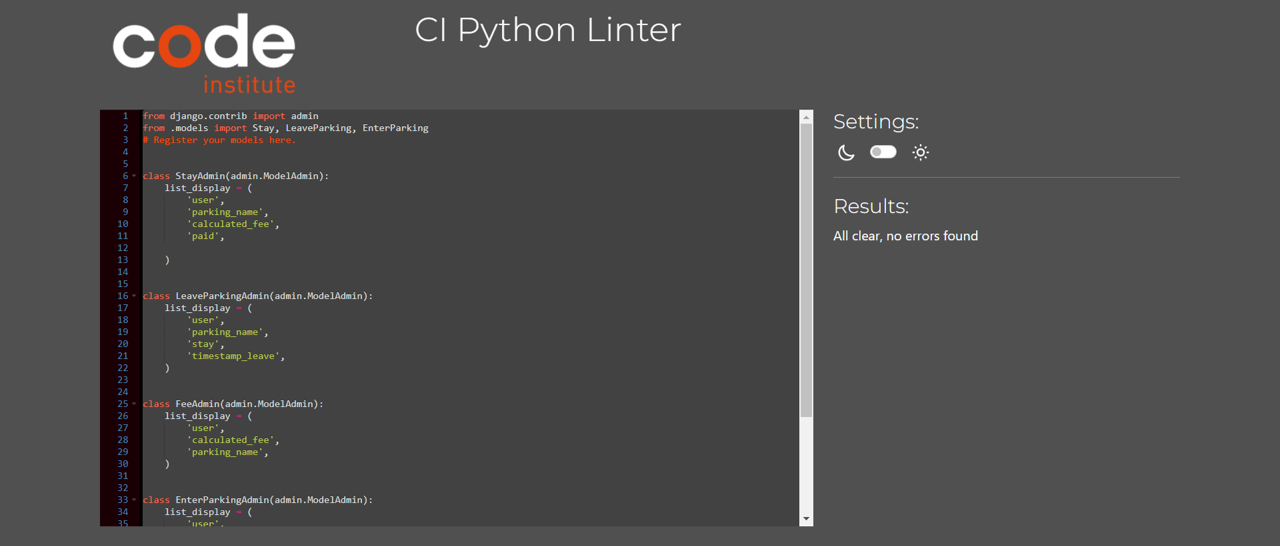 code
institute
CI Python Linter
1 from django.contrib import admin
2 from .models import Stay, LeaveParking, EnterParking
3 # Register your models here.
4
5
6 class StayAdmin(admin.ModelAdmin):
7 list_display = (
8 'user',
9 'parking_name',
10 'calculated_fee',
11 'paid',
12
13 )
14
15
16 class LeaveParkingAdmin(admin.ModelAdmin):
17 list_display = (
18 'user',
19 'parking_name',
20 'stay',
21 'timestamp_leave',
22 )
23
24
25 class FeeAdmin(admin.ModelAdmin):
26 list_display = (
27 'user',
28 'calculated_fee',
29 'parking_name',
30 )
31
32
33 class EnterParkingAdmin(admin.ModelAdmin):
34 list_display = (
35 'user',
Settings:
Results:
All clear, no errors found